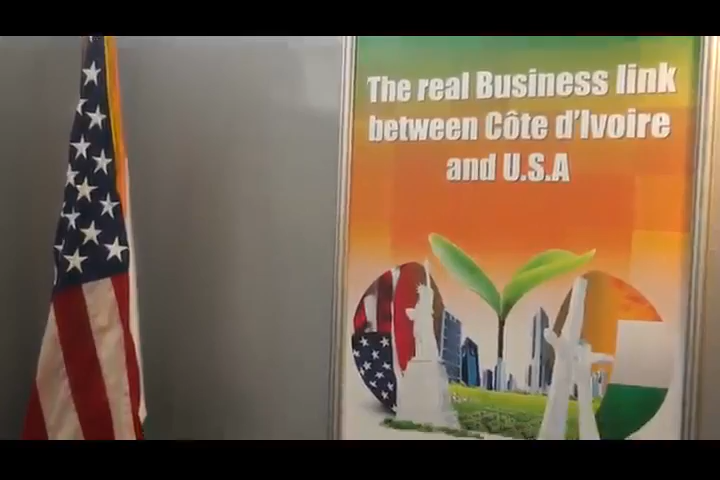 The real Business link
between Côte d'Ivoire
and U.S.A